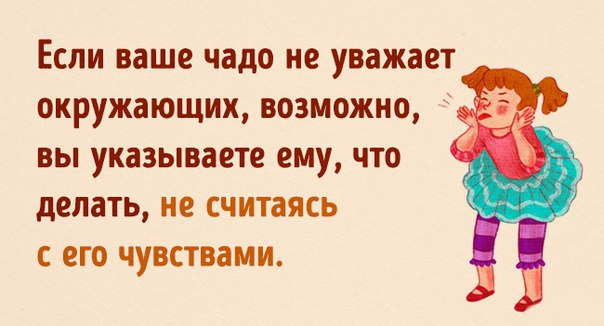 Если ваше чадо не уважает
окружающих, возможно,
вы указываете ему, что
делать, не считаясь
с его чувствами.